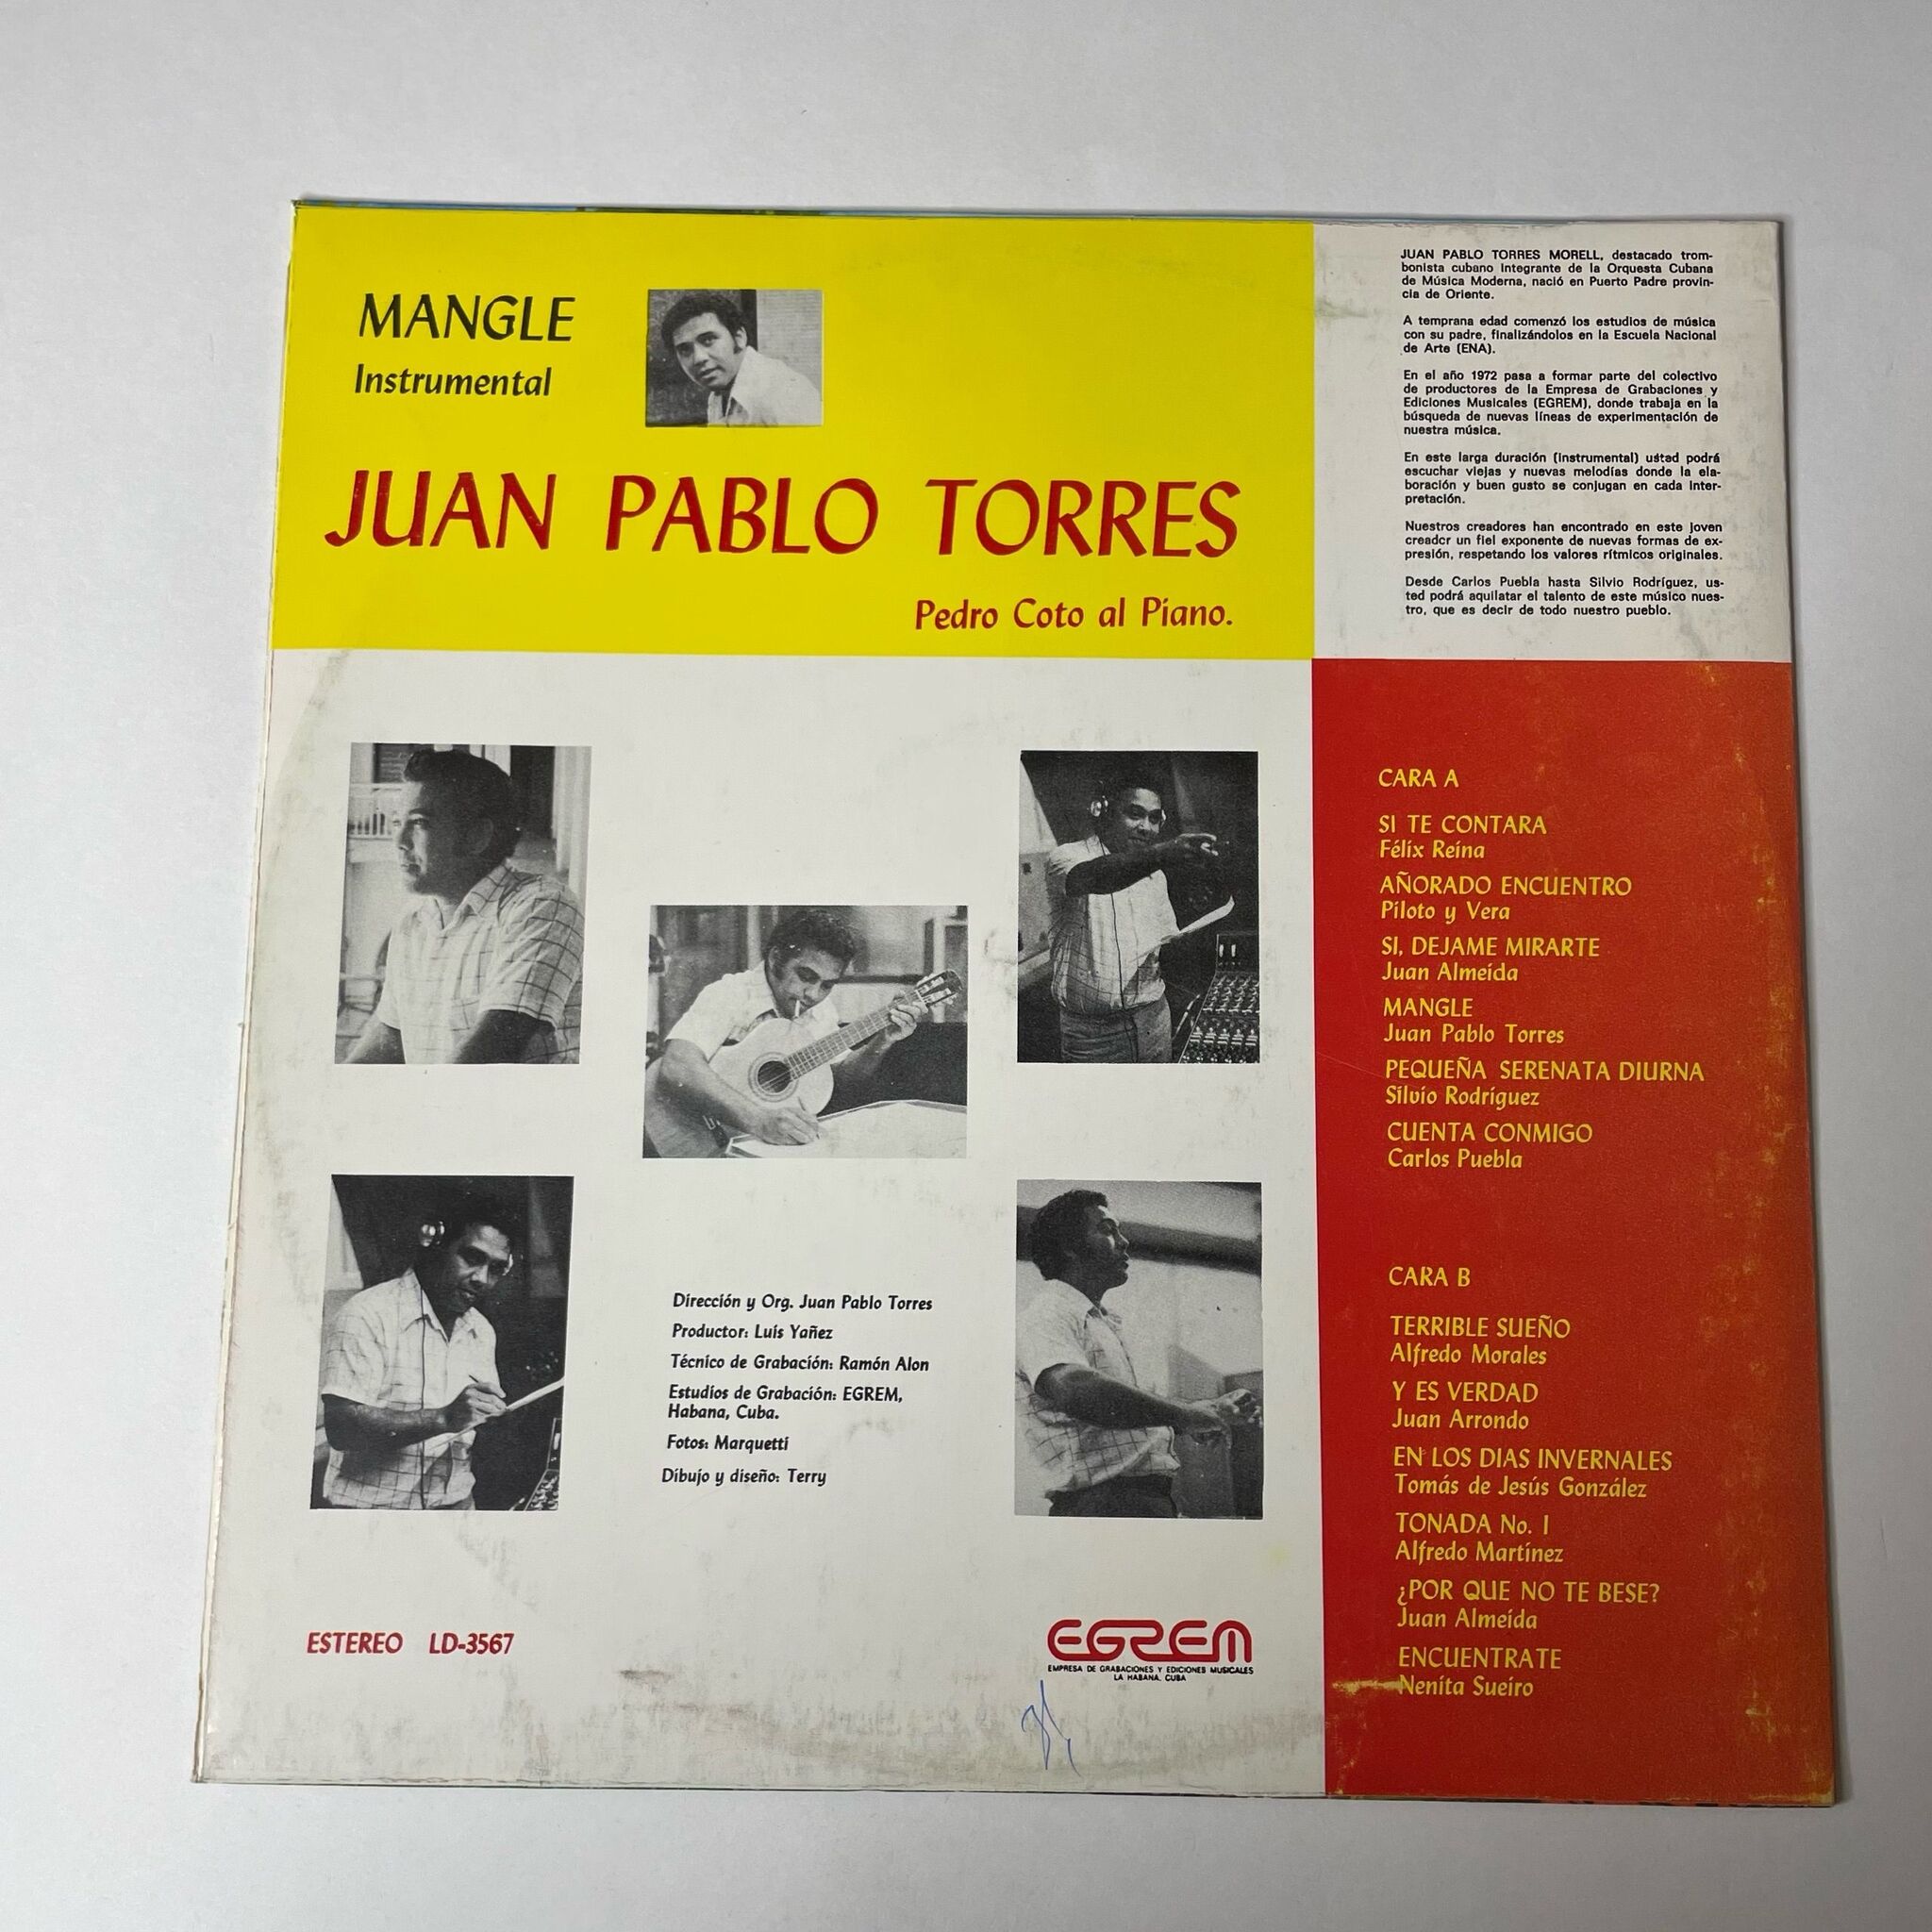 MANGLE
Instrumental
JUAN PABLO TORRES
Pedro Coto al Piano.
JUAN PABLO TORRES MORELL, destacado trom-
bonista cubano integrante de la Orquesta Cubana
de Música Moderna, nació en Puerto Padre provin-
cia de Oriente.
A temprana edad comenzó los estudios de música
con su padre, finalizándolos en la Escuela Nacional
de Arte (ENA).
En el año 1972 pasa a formar parte del colectivo
de productores de la Empresa de Grabaciones y
Ediciones Musicales (EGREM), donde trabaja en la
búsqueda de nuevas líneas de experimentación de
nuestra música.
En este larga duración (instrumental) usted podrá
escuchar viejas y nuevas melodías donde la ela-
boración y buen gusto se conjugan en cada inter-
pretación.
Nuestros creadores han encontrado en este joven
creadcr un fiel exponente de nuevas formas de ex-
presión, respetando los valores rítmicos originales.
Desde Carlos Puebla hasta Silvio Rodríguez, us-
ted podrá aquilatar el talento de este músico nues-
tro, que es decir de todo nuestro pueblo.
CARA A
SI TE CONTARA
Félix Reina
AÑORADO ENCUENTRO
Piloto y Vera
SI, DEJAME MIRARTE
Juan Almeida
MANGLE
Juan Pablo Torres
PEQUEÑA SERENATA DIURNA
Silvio Rodríguez
CUENTA CONMIGO
Carlos Puebla
CARA B
TERRIBLE SUEÑO
Alfredo Morales
Y ES VERDAD
Juan Arrondo
EN LOS DIAS INVERNALES
Tomás de Jesús González
TONADA No. 1
Alfredo Martínez
¿POR QUE NO TE BESE?
Juan Almeida
ENCUENTRATE
Nenita Sueiro
Dirección y Org. Juan Pablo Torres
Productor: Luis Yañez
Técnico de Grabación: Ramón Alon
Estudios de Grabación: EGREM,
Habana, Cuba.
Fotos: Marquetti
Dibujo y diseño: Terry
ESTEREO LD-3567
EGREM
EMPRESA DE GRABACIONES Y EDICIONES MUSICALES
LA HABANA, CUBA